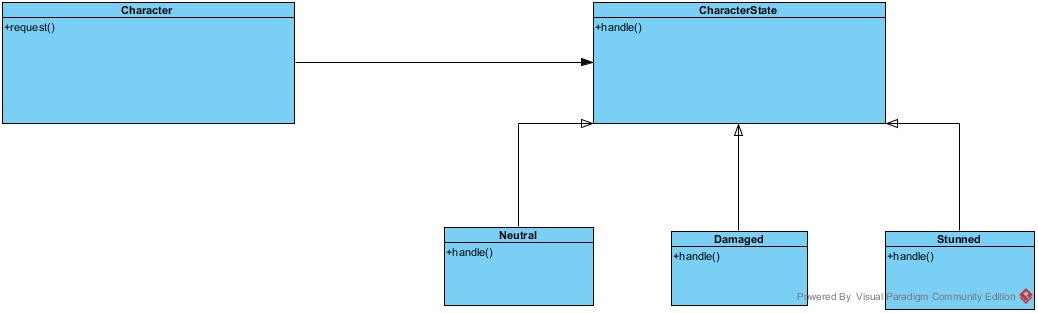 Character
+request()
CharacterState
+handle()
Neutral
+handle()
Damaged
+handle()
Stunned
+handle()
Powered By Visual Paradigm Community Edition